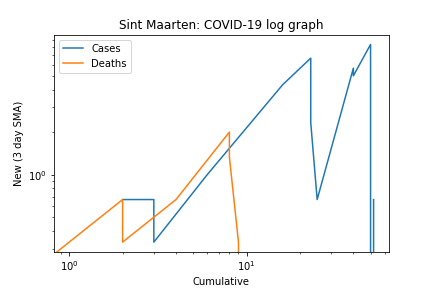 Sint Maarten: COVID-19 log graph
Cases
Deaths
New (3 day SMA)
10⁰
10⁰
10¹
Cumulative